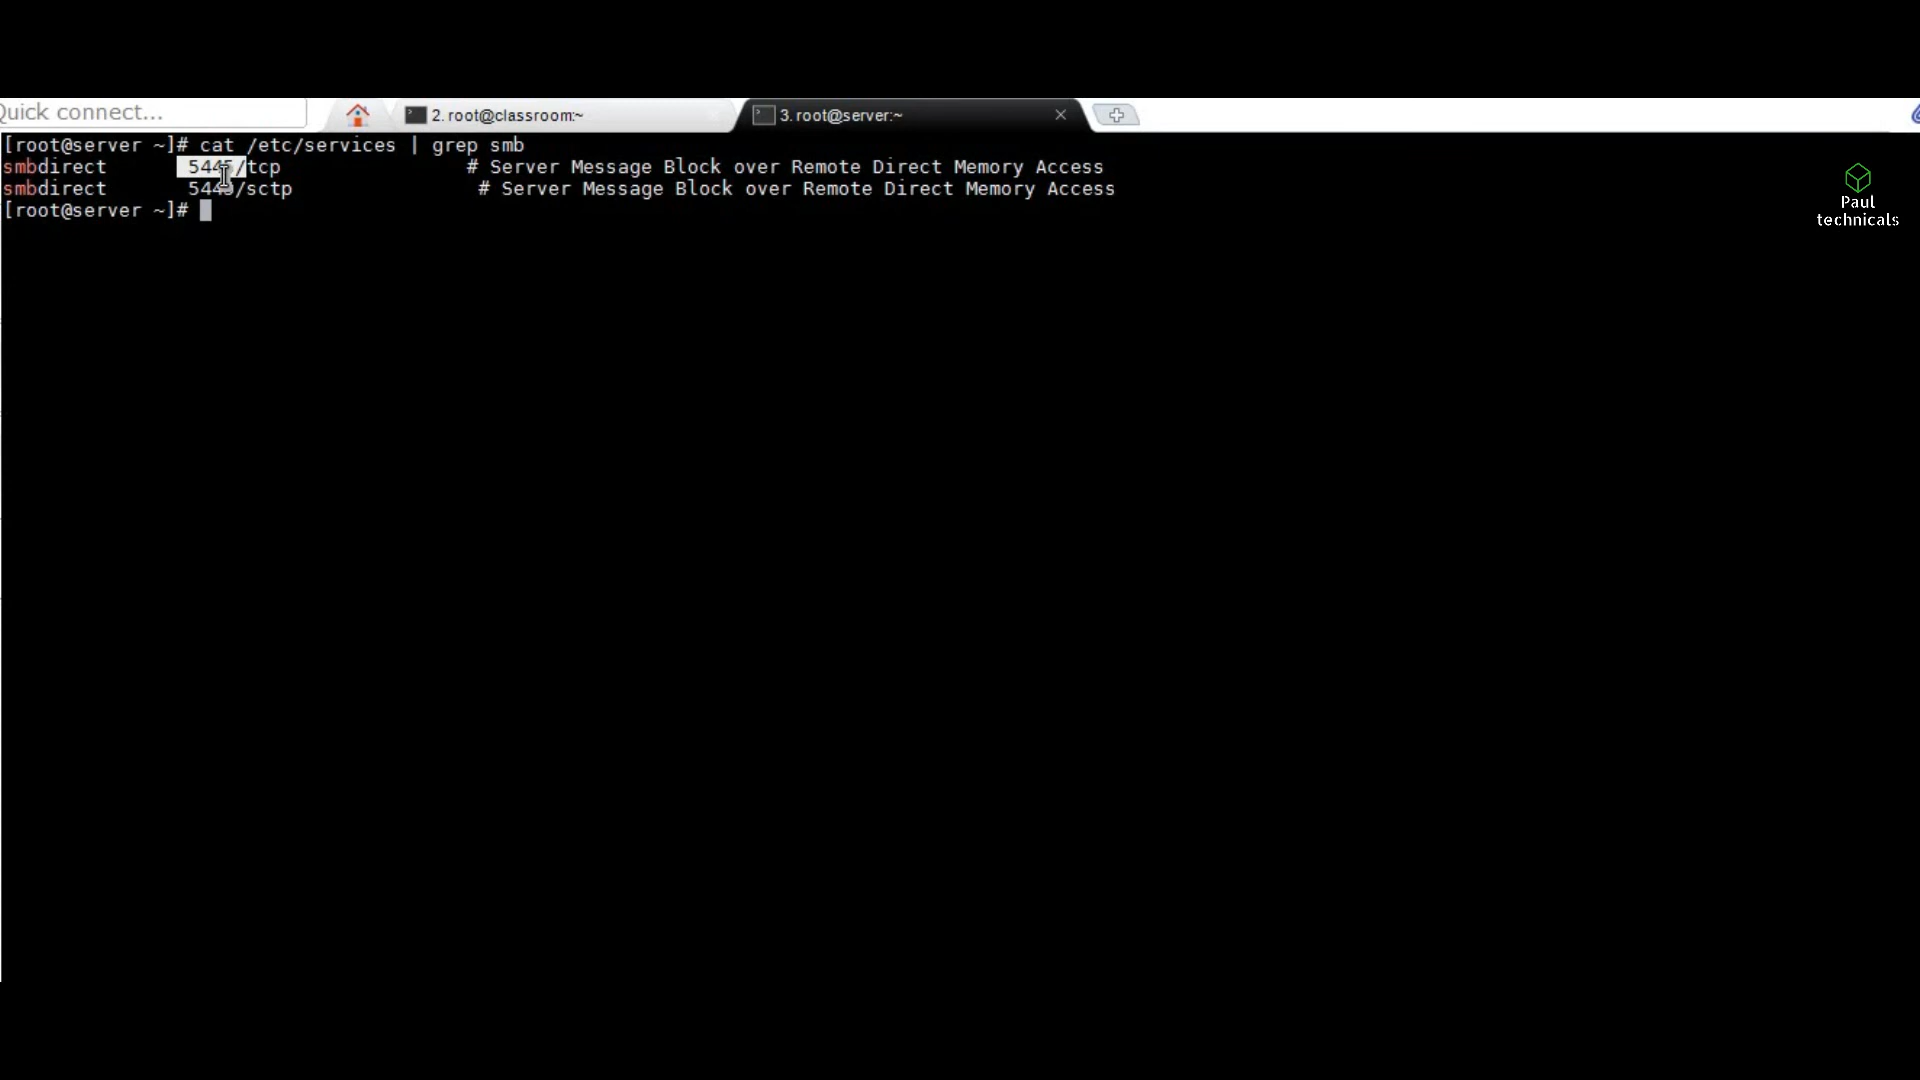 Quick connect...
2. root@classroom:~
3. root@server:~
[root@server ~]# cat /etc/services | grep smb
smbdirect 5445/tcp # Server Message Block over Remote Direct Memory Access
smbdirect 5445/sctp # Server Message Block over Remote Direct Memory Access
[root@server ~]#
Paul
technicals